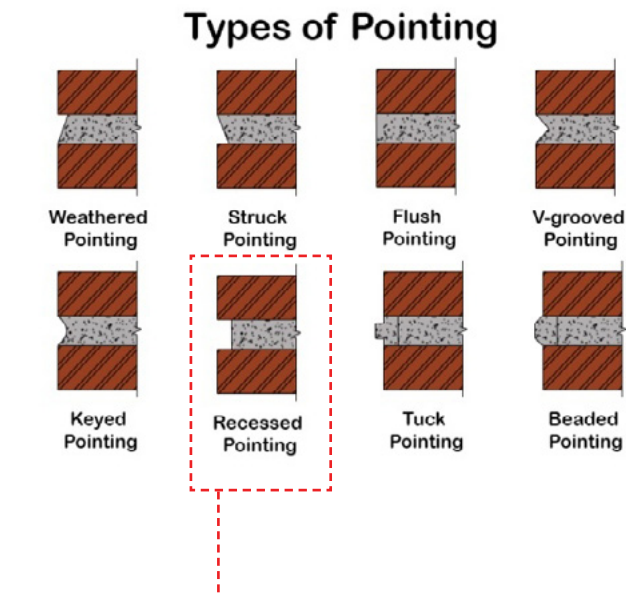 Types of Pointing
Weathered
Pointing
Struck
Pointing
Flush
Pointing
V-grooved
Pointing
Keyed
Pointing
Recessed
Pointing
Tuck
Pointing
Beaded
Pointing